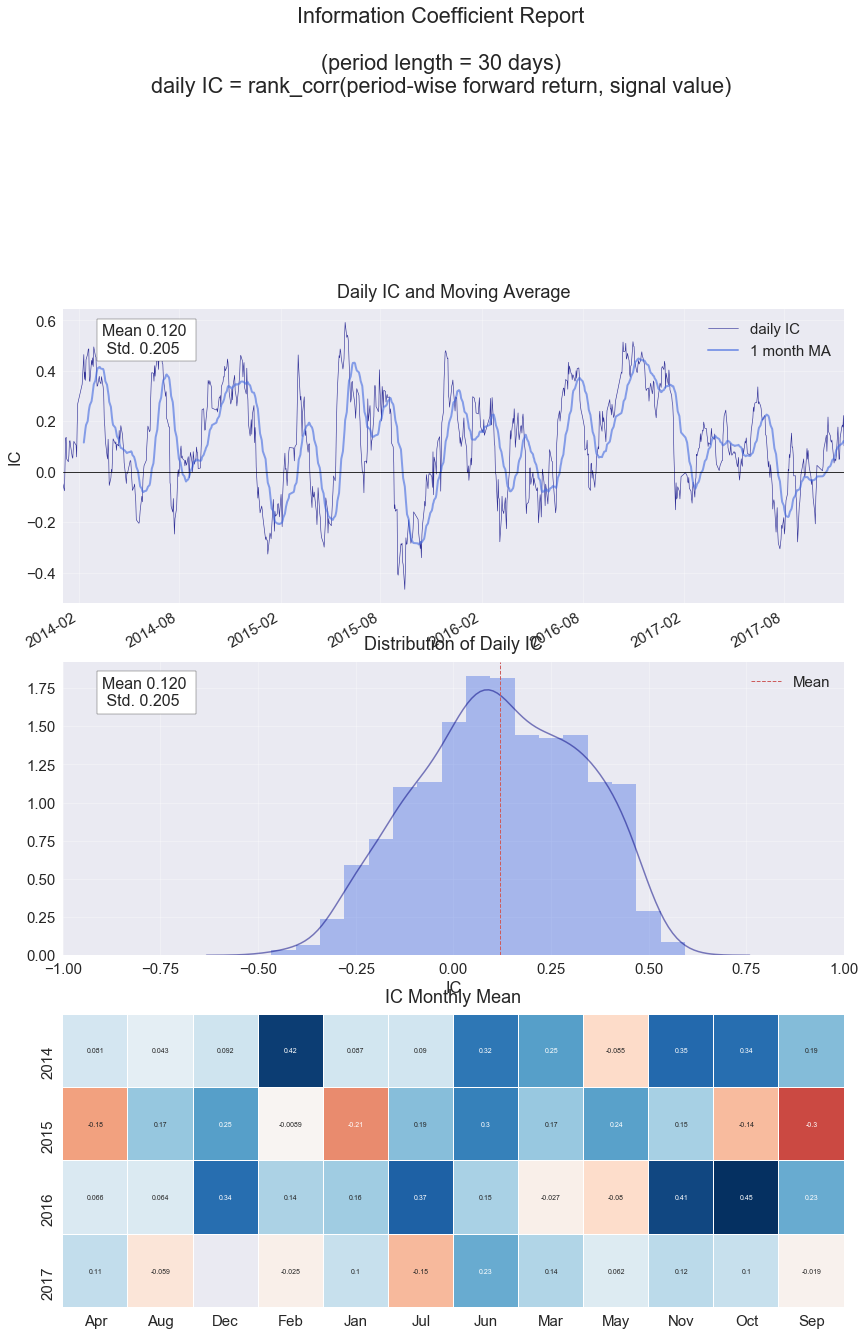 Information Coefficient Report
(period length = 30 days)
daily IC = rank_corr(period-wise forward return, signal value)
Daily IC and Moving Average
Mean 0.120
Std. 0.205
daily IC
1 month MA
IC
0.6
0.4
0.2
0.0
−0.2
−0.4
2014-02 2014-08 2015-02 2015-08 2016-02 2016-08 2017-02 2017-08
Distribution of Daily IC
Mean 0.120
Std. 0.205
Mean
1.75
1.50
1.25
1.00
0.75
0.50
0.25
0.00
−1.00 −0.75 −0.50 −0.25 0.00 0.25 0.50 0.75 1.00
IC
IC Monthly Mean
2014 0.081 0.043 0.092 0.42 0.087 0.09 0.32 0.25 -0.085 0.35 0.34 0.19
2015 -0.15 0.17 0.25 -0.0089 -0.21 0.19 0.3 0.17 0.24 0.15 -0.14 -0.3
2016 0.066 0.064 0.34 0.14 0.16 0.37 0.15 -0.027 -0.08 0.41 0.45 0.23
2017 0.11 -0.059 -0.025 0.1 -0.15 0.23 0.14 0.062 0.12 0.1 -0.019
Apr Aug Dec Feb Jan Jul Jun Mar May Nov Oct Sep